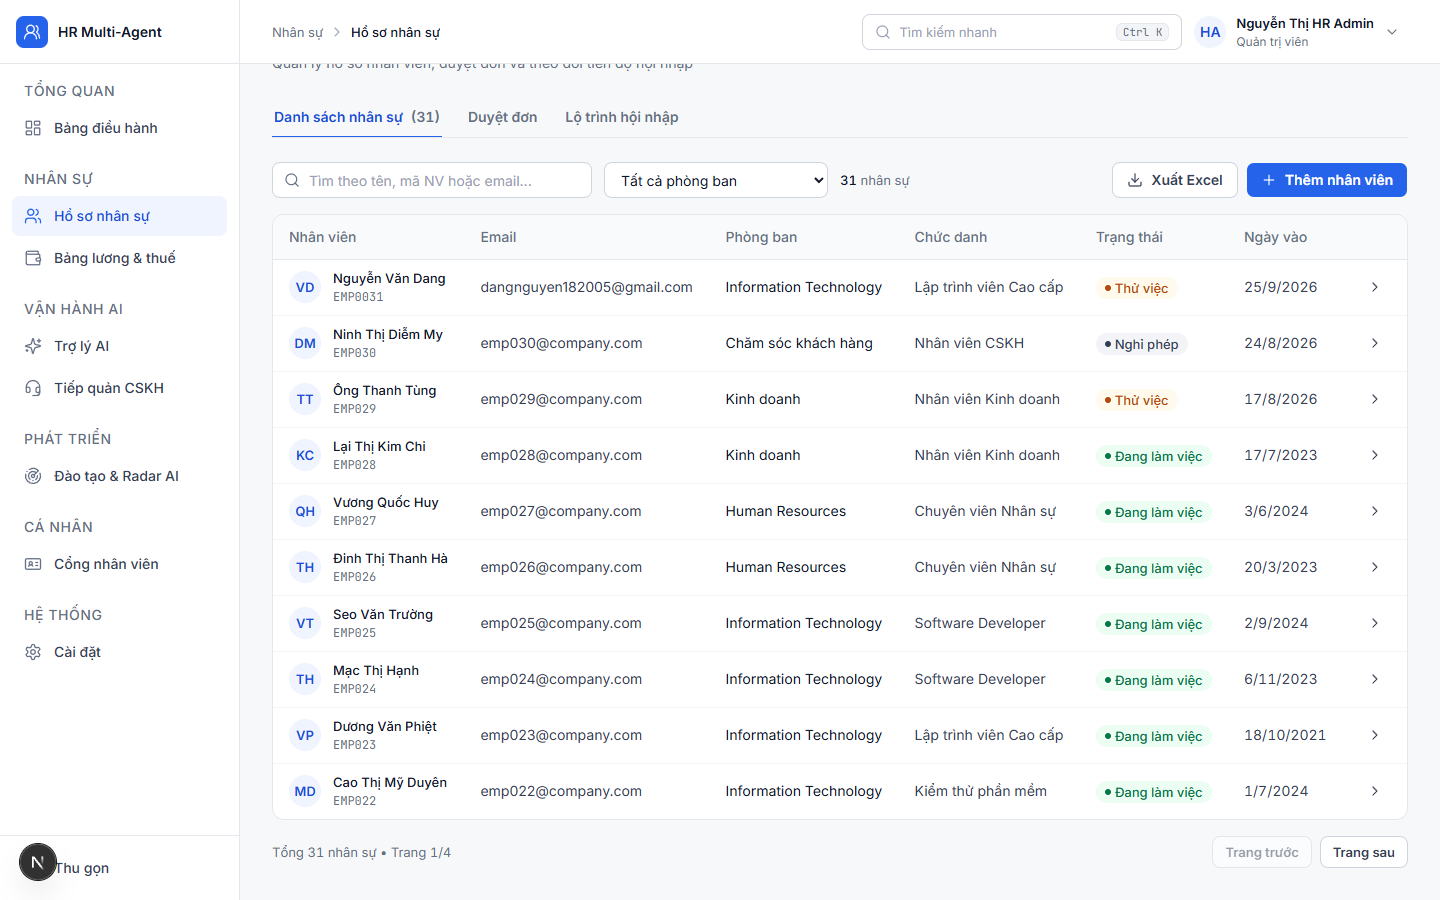 HR Multi-Agent
Nhân sự > Hồ sơ nhân sự
Tìm kiếm nhanh Ctrl K
HA Nguyễn Thị HR Admin
Quản trị viên
TỔNG QUAN
Bảng điều hành
NHÂN SỰ
Hồ sơ nhân sự
Bảng lương & thuế
VẬN HÀNH AI
Trợ lý AI
Tiếp quản CSKH
PHÁT TRIỂN
Đào tạo & Radar AI
CÁ NHÂN
Cổng nhân viên
HỆ THỐNG
Cài đặt
N Thu gọn
Quản lý hồ sơ nhân viên, duyệt đơn và theo dõi tiến độ hội nhập
Danh sách nhân sự (31) Duyệt đơn Lộ trình hội nhập
Tìm theo tên, mã NV hoặc email... Tất cả phòng ban 31 nhân sự Xuất Excel + Thêm nhân viên
Nhân viên Email Phòng ban Chức danh Trạng thái Ngày vào
VD Nguyễn Văn Dang dangnguyen182005@gmail.com Information Technology Lập trình viên Cao cấp Thử việc 25/9/2026
EMP0031
DM Ninh Thị Diễm My emp030@company.com Chăm sóc khách hàng Nhân viên CSKH Nghỉ phép 24/8/2026
EMP030
TT Ông Thanh Tùng emp029@company.com Kinh doanh Nhân viên Kinh doanh Thử việc 17/8/2026
EMP029
KC Lại Thị Kim Chi emp028@company.com Kinh doanh Nhân viên Kinh doanh Đang làm việc 17/7/2023
EMP028
QH Vương Quốc Huy emp027@company.com Human Resources Chuyên viên Nhân sự Đang làm việc 3/6/2024
EMP027
TH Đinh Thị Thanh Hà emp026@company.com Human Resources Chuyên viên Nhân sự Đang làm việc 20/3/2023
EMP026
VT Seo Văn Trường emp025@company.com Information Technology Software Developer Đang làm việc 2/9/2024
EMP025
TH Mạc Thị Hạnh emp024@company.com Information Technology Software Developer Đang làm việc 6/11/2023
EMP024
VP Dương Văn Phiệt emp023@company.com Information Technology Lập trình viên Cao cấp Đang làm việc 18/10/2021
EMP023
MD Cao Thị Mỹ Duyên emp022@company.com Information Technology Kiểm thử phần mềm Đang làm việc 1/7/2024
EMP022
Tổng 31 nhân sự • Trang 1/4 Trang trước Trang sau